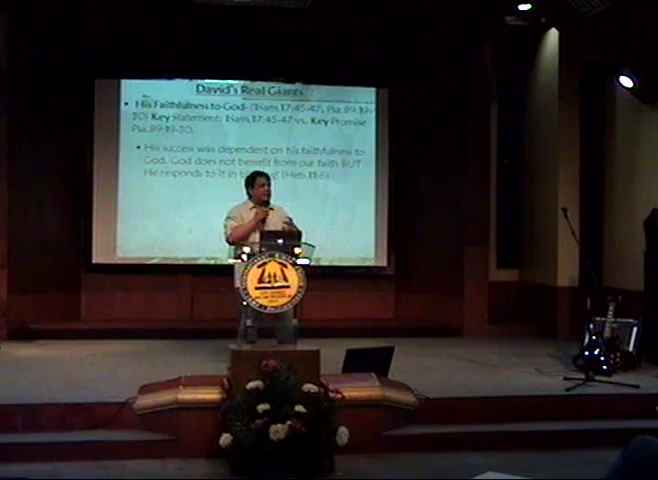 David's Real Giants
• His Faithfulness to God- (1Sam.17:45-47; Psa.89:19-
20) Key statement: 1Sam.17:45-47 vs. Key Promise
Psa.89:19-30.
• His success was dependent on his faithfulness to
God. God does not benefit from our faith BUT
He responds to it in (Heb.11:6)